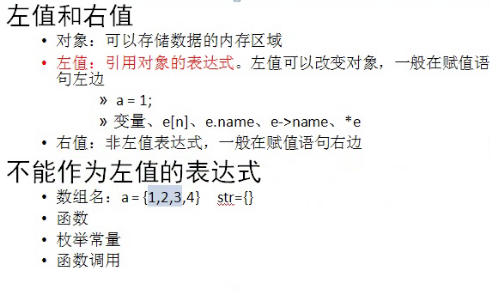 左值和右值
• 对象：可以存储数据的内存区域
• 左值：引用对象的表达式。左值可以改变对象，一般在赋值语
句左边
» a = 1;
» 变量、e[n]、e.name、e->name、*e
• 右值：非左值表达式，一般在赋值语句右边
不能作为左值的表达式
• 数组名：a = {1,2,3,4} str={}
• 函数
• 枚举常量
• 函数调用